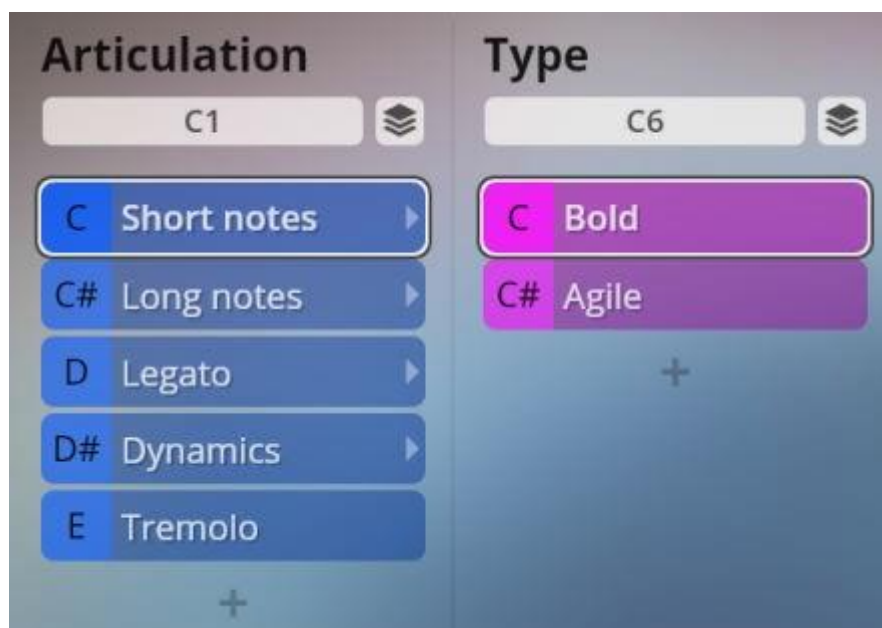 Articulation
C1
C Short notes
C# Long notes
D Legato
D# Dynamics
E Tremolo
+
Type
C6
C Bold
C# Agile
+